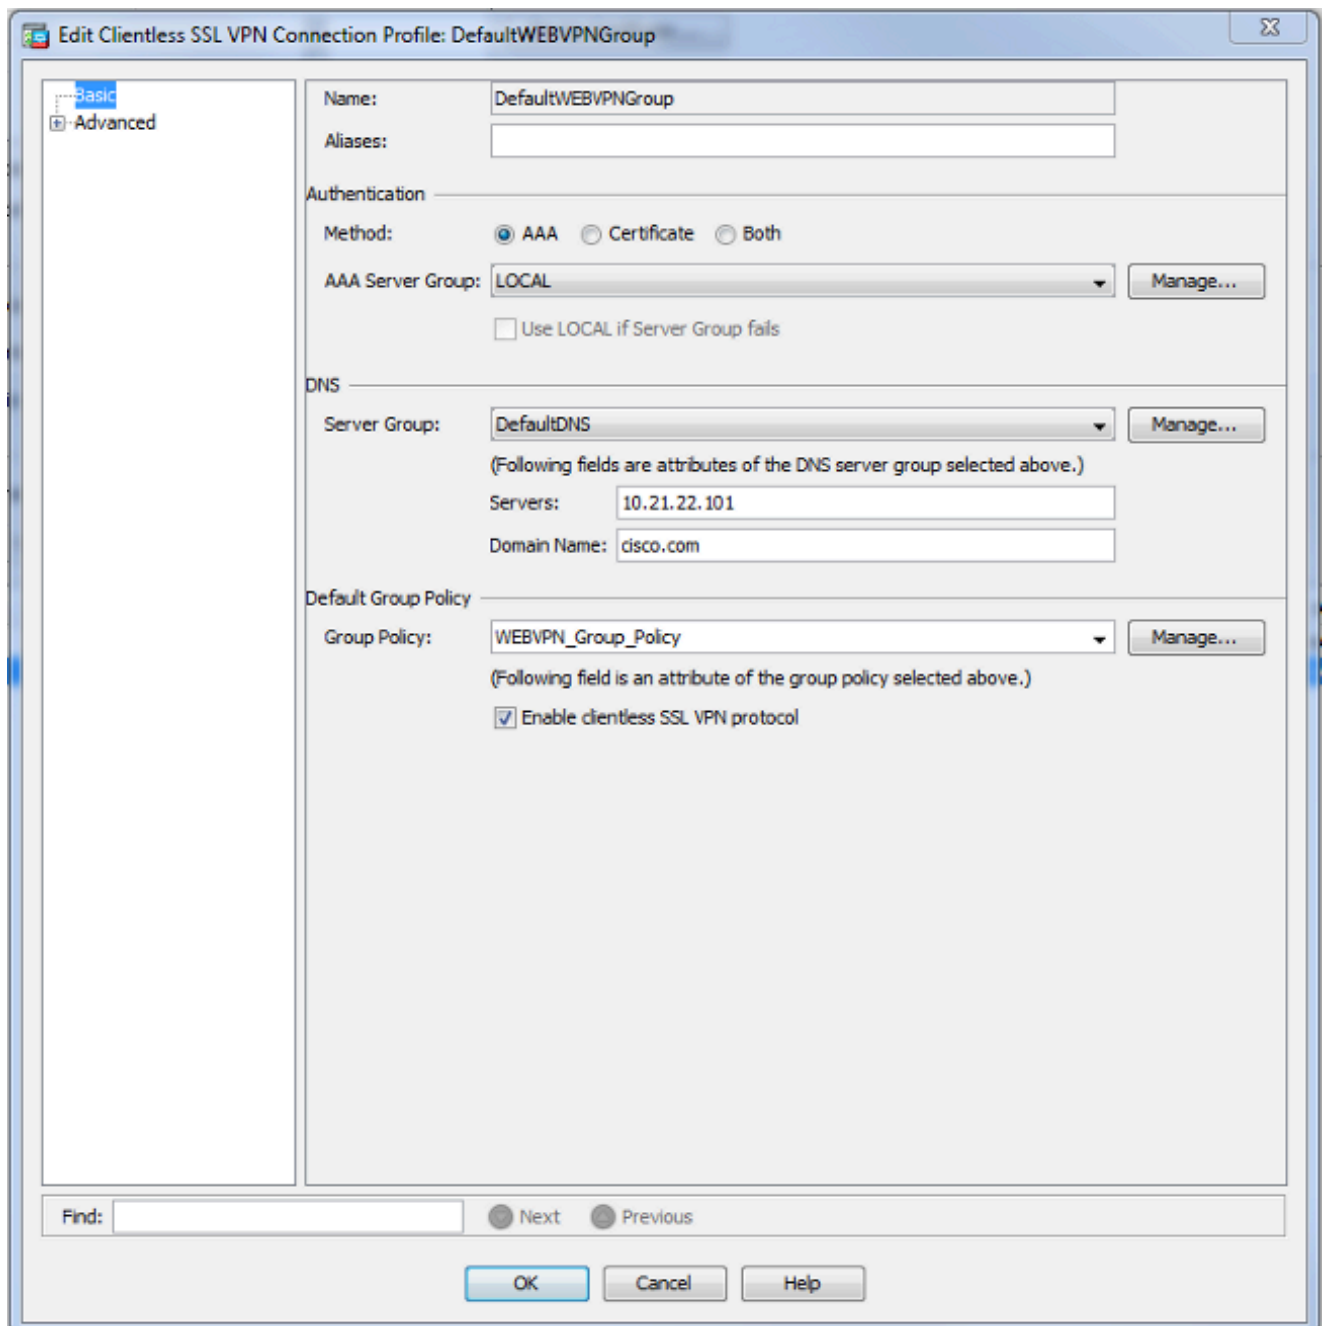 Edit Clientless SSL VPN Connection Profile: DefaultWEBVPNGroup
Basic
Advanced
Name: DefaultWEBVPNGroup
Aliases:
Authentication
Method: AAA Certificate Both
AAA Server Group: LOCAL Manage...
Use LOCAL if Server Group fails
DNS
Server Group: DefaultDNS Manage...
(Following fields are attributes of the DNS server group selected above.)
Servers: 10.21.22.101
Domain Name: cisco.com
Default Group Policy
Group Policy: WEBVPN_Group_Policy Manage...
(Following field is an attribute of the group policy selected above.)
Enable clientless SSL VPN protocol
Find: Next Previous
OK Cancel Help